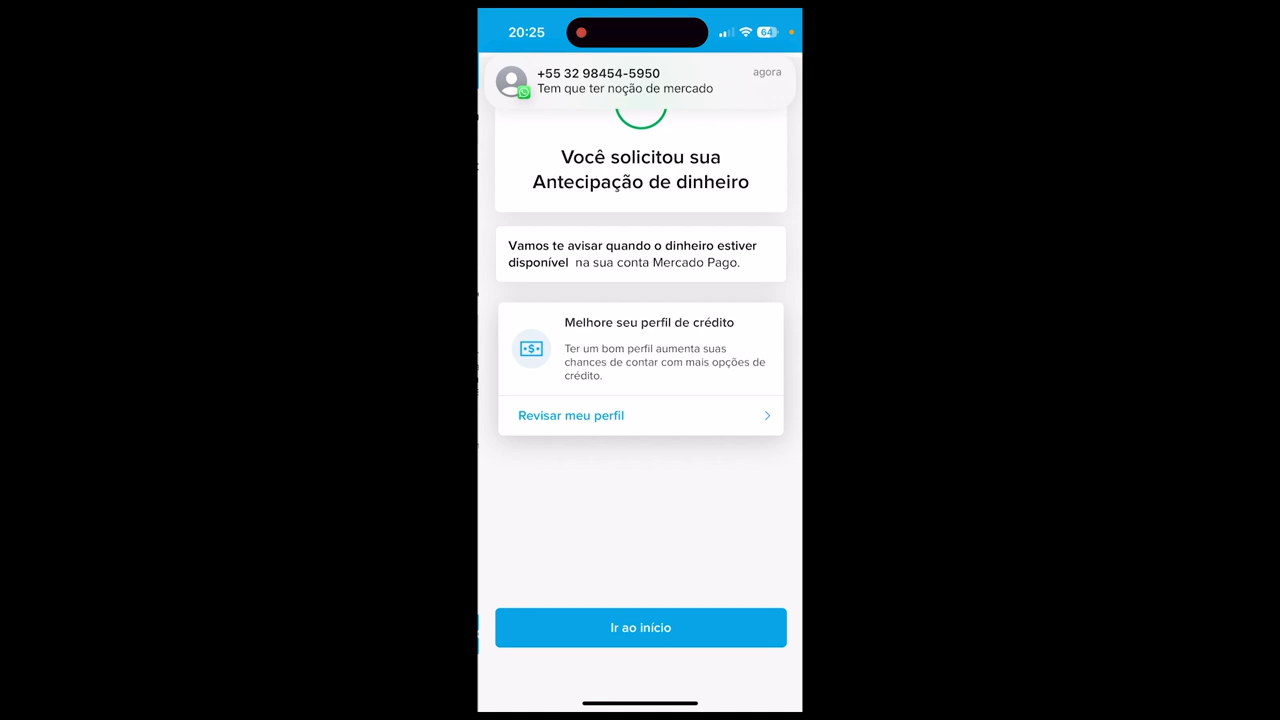 20:25
64
+55 32 98454-5950
agora
Tem que ter noção de mercado
Você solicitou sua
Antecipação de dinheiro
Vamos te avisar quando o dinheiro estiver
disponível na sua conta Mercado Pago.
Melhore seu perfil de crédito
Ter um bom perfil aumenta suas
chances de contar com mais opções de
crédito.
Revisar meu perfil
Ir ao início